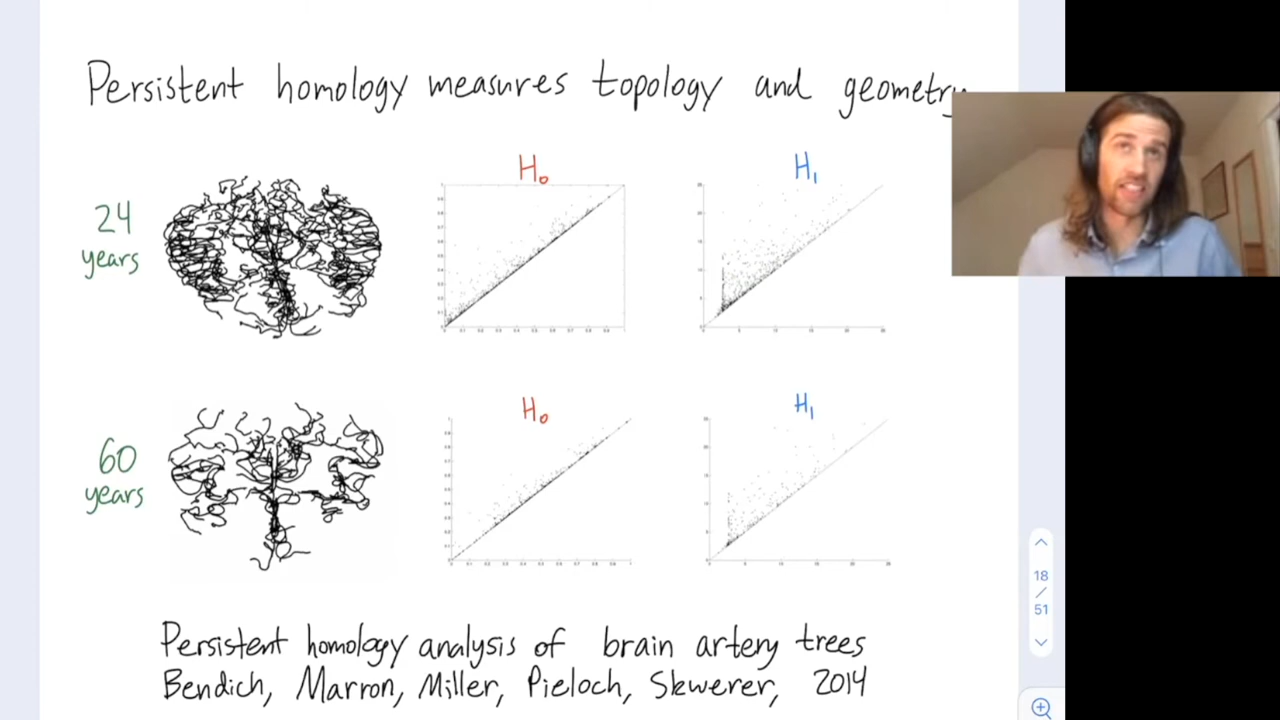 Persistent homology measures topology and geometry
H₀
H₁
24
years
H₀
H₁
60
years
Persistent homology analysis of brain artery trees
Bendich, Marron, Miller, Pieloch, Skwerer, 2014
18
/
51